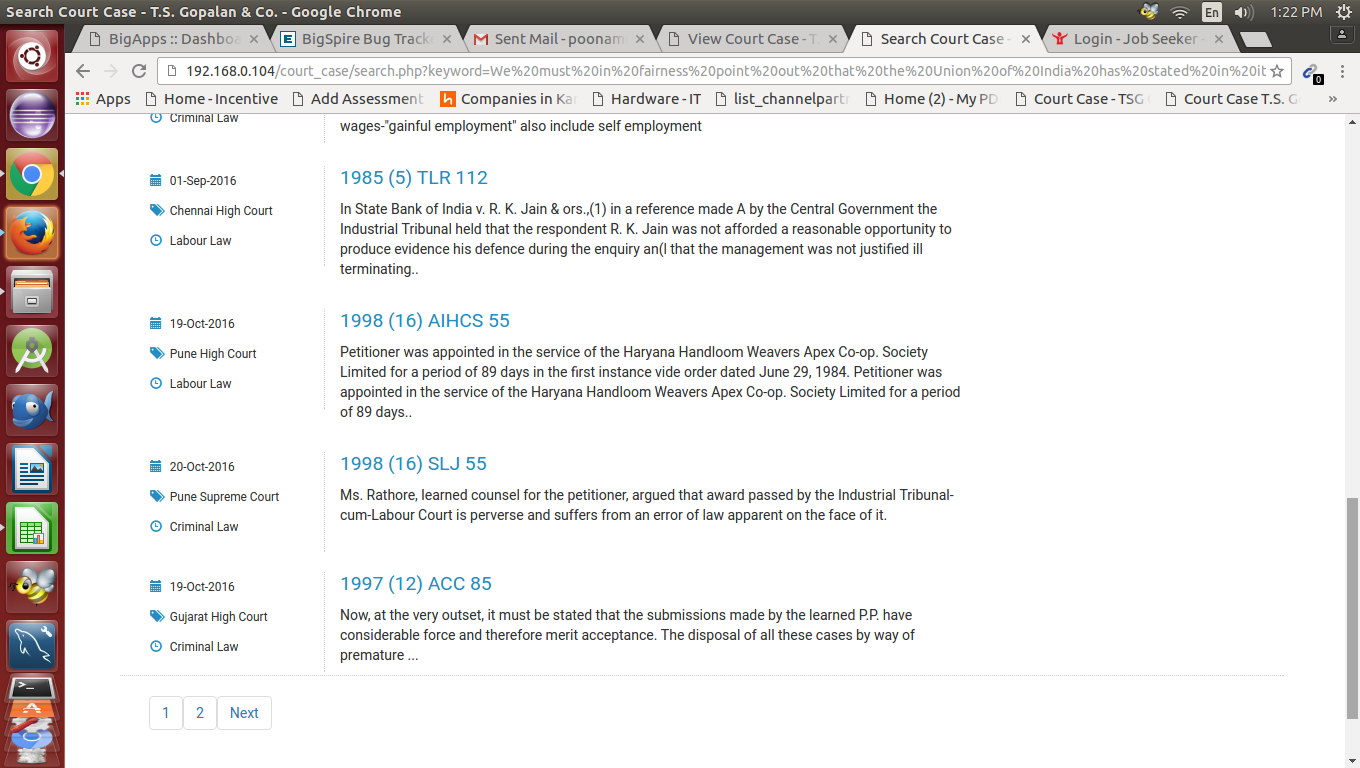 Search Court Case - T.S. Gopalan & Co. - Google Chrome
En
1:22 PM
BigApps :: Dashboa
BigSpire Bug Tracke
Sent Mail - poonam
View Court Case - T.
Search Court Case -
Login - Job Seeker -
192.168.0.104/court_case/search.php?keyword=We%20must%20in%20fairness%20point%20out%20that%20the%20Union%20of%20India%20has%20stated%20in%20it
0
Apps
Home - Incentive
Add Assessment
Companies in Kar
Hardware - IT
list_channelpartn
Home (2) - My PD
Court Case - TSG
Court Case T.S. G
»
Criminal Law
wages-"gainful employment" also include self employment
01-Sep-2016
Chennai High Court
Labour Law
1985 (5) TLR 112
In State Bank of India v. R. K. Jain & ors.,(1) in a reference made A by the Central Government the
Industrial Tribunal held that the respondent R. K. Jain was not afforded a reasonable opportunity to
produce evidence his defence during the enquiry an(l that the management was not justified ill
terminating..
19-Oct-2016
Pune High Court
Labour Law
1998 (16) AIHCS 55
Petitioner was appointed in the service of the Haryana Handloom Weavers Apex Co-op. Society
Limited for a period of 89 days in the first instance vide order dated June 29, 1984. Petitioner was
appointed in the service of the Haryana Handloom Weavers Apex Co-op. Society Limited for a period
of 89 days..
20-Oct-2016
Pune Supreme Court
Criminal Law
1998 (16) SLJ 55
Ms. Rathore, learned counsel for the petitioner, argued that award passed by the Industrial Tribunal-
cum-Labour Court is perverse and suffers from an error of law apparent on the face of it.
19-Oct-2016
Gujarat High Court
Criminal Law
1997 (12) ACC 85
Now, at the very outset, it must be stated that the submissions made by the learned P.P. have
considerable force and therefore merit acceptance. The disposal of all these cases by way of
premature ...
1
2
Next